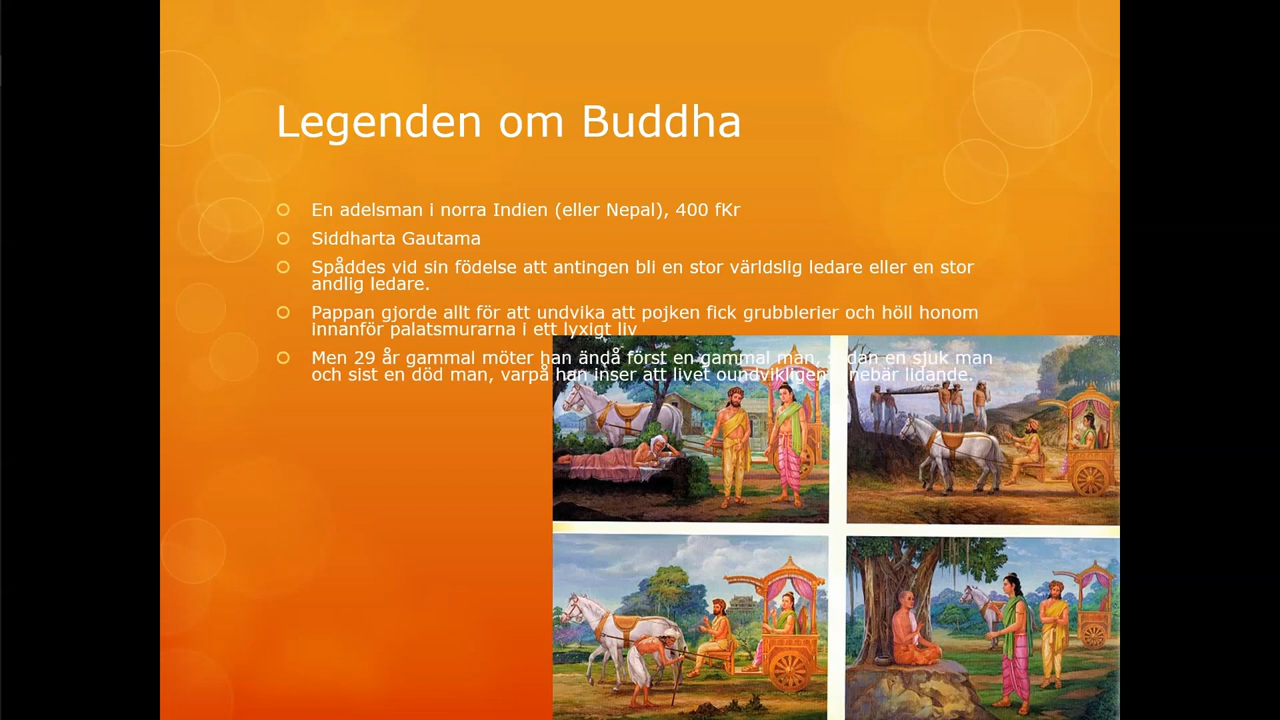 Legenden om Buddha
En adelsman i norra Indien (eller Nepal), 400 fKr
Siddharta Gautama
Spåddes vid sin födelse att antingen bli en stor världslig ledare eller en stor
andlig ledare.
Pappan gjorde allt för att undvika att pojken fick grubblerier och höll honom
innanför palatsmurarna i ett lyxigt liv
Men 29 år gammal möter han ändå först en gammal man, sedan en sjuk man
och sist en död man, varpå han inser att livet oundvikligen innebär lidande.